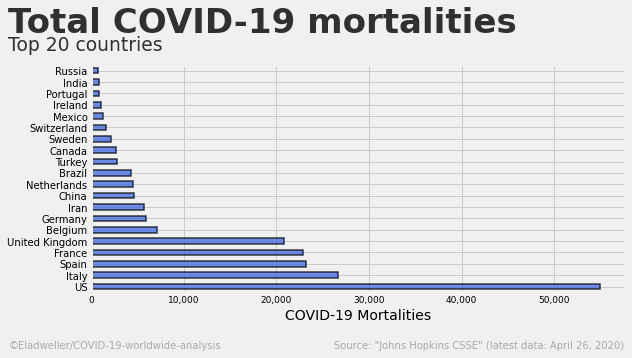 Total COVID-19 mortalities
Top 20 countries
Russia
India
Portugal
Ireland
Mexico
Switzerland
Sweden
Canada
Turkey
Brazil
Netherlands
China
Iran
Germany
Belgium
United Kingdom
France
Spain
Italy
US
0 10,000 20,000 30,000 40,000 50,000
COVID-19 Mortalities
©Eladweller/COVID-19-worldwide-analysis Source: "Johns Hopkins CSSE" (latest data: April 26, 2020)